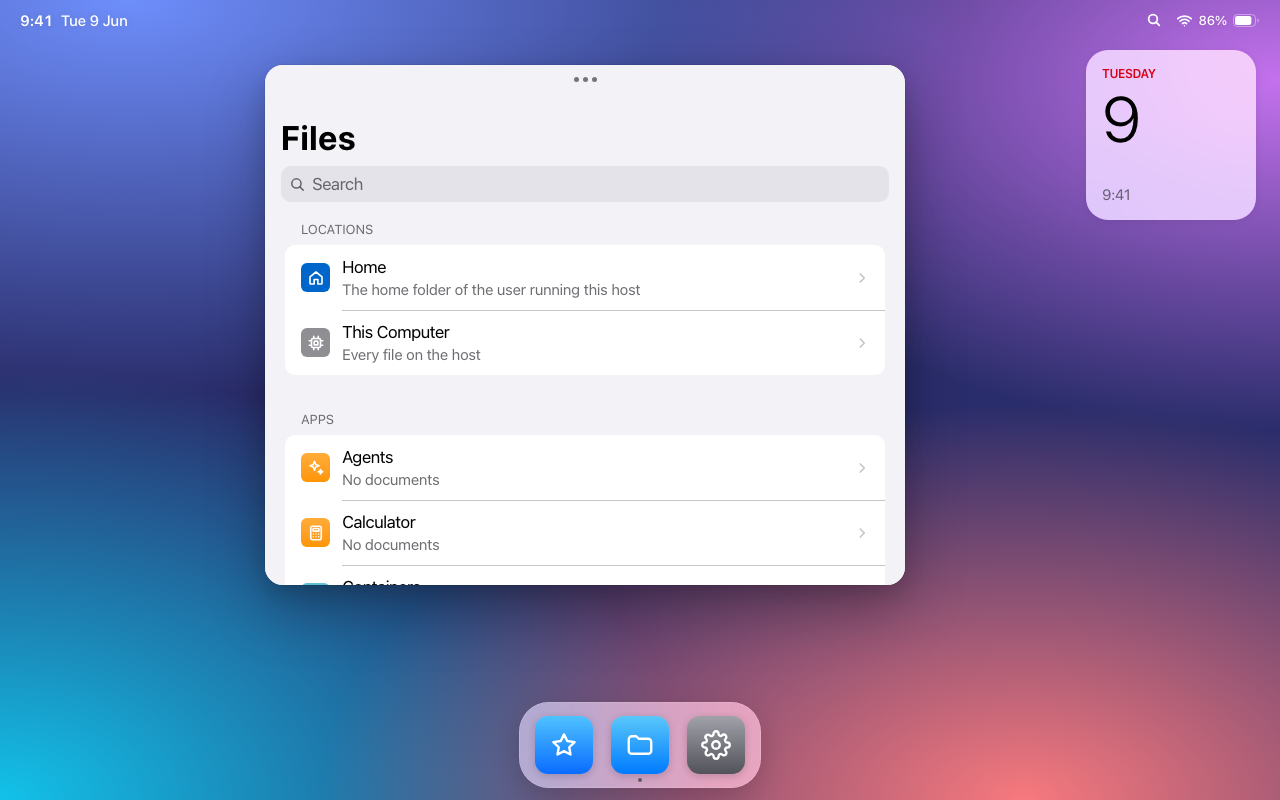 9:41 Tue 9 Jun
86%
TUESDAY
9
9:41
Files
Search
LOCATIONS
Home
The home folder of the user running this host
This Computer
Every file on the host
APPS
Agents
No documents
Calculator
No documents
Containers